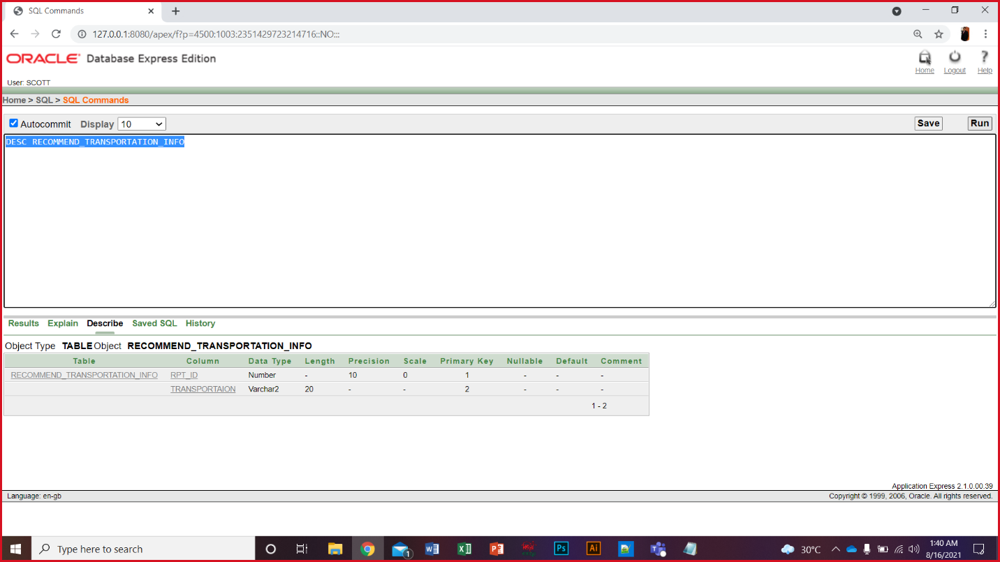 SQL Commands
127.0.0.1:8080/apex/f?p=4500:1003:2351429723214716::NO:::
ORACLE Database Express Edition
Home Logout Help
User: SCOTT
Home > SQL > SQL Commands
Autocommit Display 10 Save Run
DESC RECOMMEND_TRANSPORTATION_INFO
Results Explain Describe Saved SQL History
Object Type TABLE Object RECOMMEND_TRANSPORTATION_INFO
Table Column Data Type Length Precision Scale Primary Key Nullable Default Comment
RECOMMEND_TRANSPORTATION_INFO RPT_ID Number - 10 0 1 - - -
TRANSPORTAION Varchar2 20 - - 2 - - -
1 - 2
Application Express 2.1.0.00.39
Language: en-gb Copyright © 1999, 2006, Oracle. All rights reserved.
Type here to search 1 Ps Ai 30°C 1:40 AM
8/16/2021